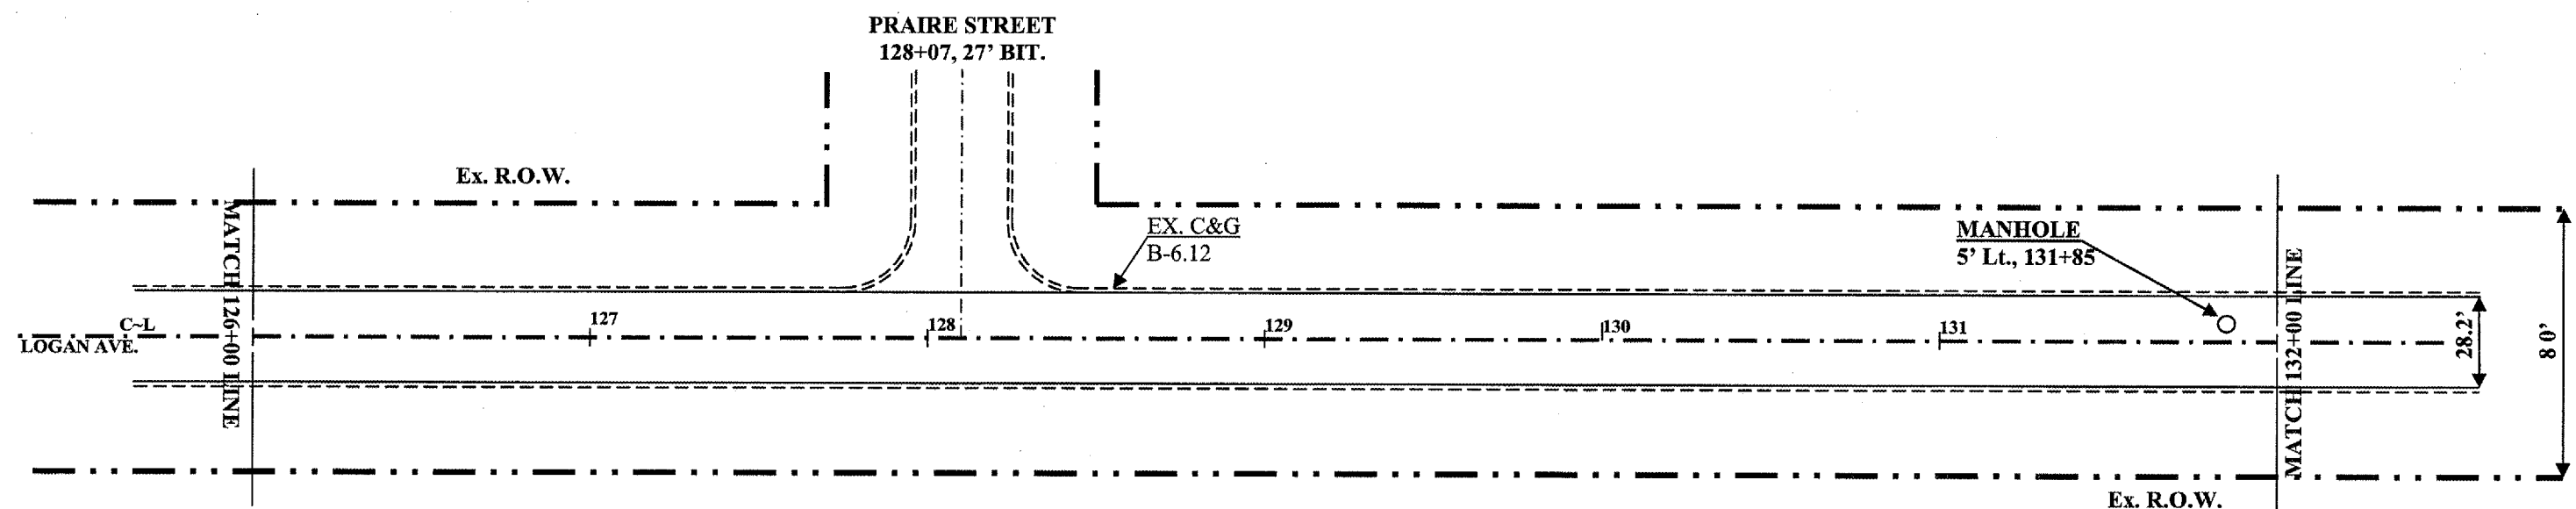 PRAIRE STREET
128+07, 27' BIT.
Ex. R.O.W.
EX. C&G
B-6.12
MANHOLE
5' Lt., 131+85
MATCH 126+00 LINE
MATCH 132+00 LINE
C~L
LOGAN AVE.
127
128
129
130
131
28.2'
80'
Ex. R.O.W.